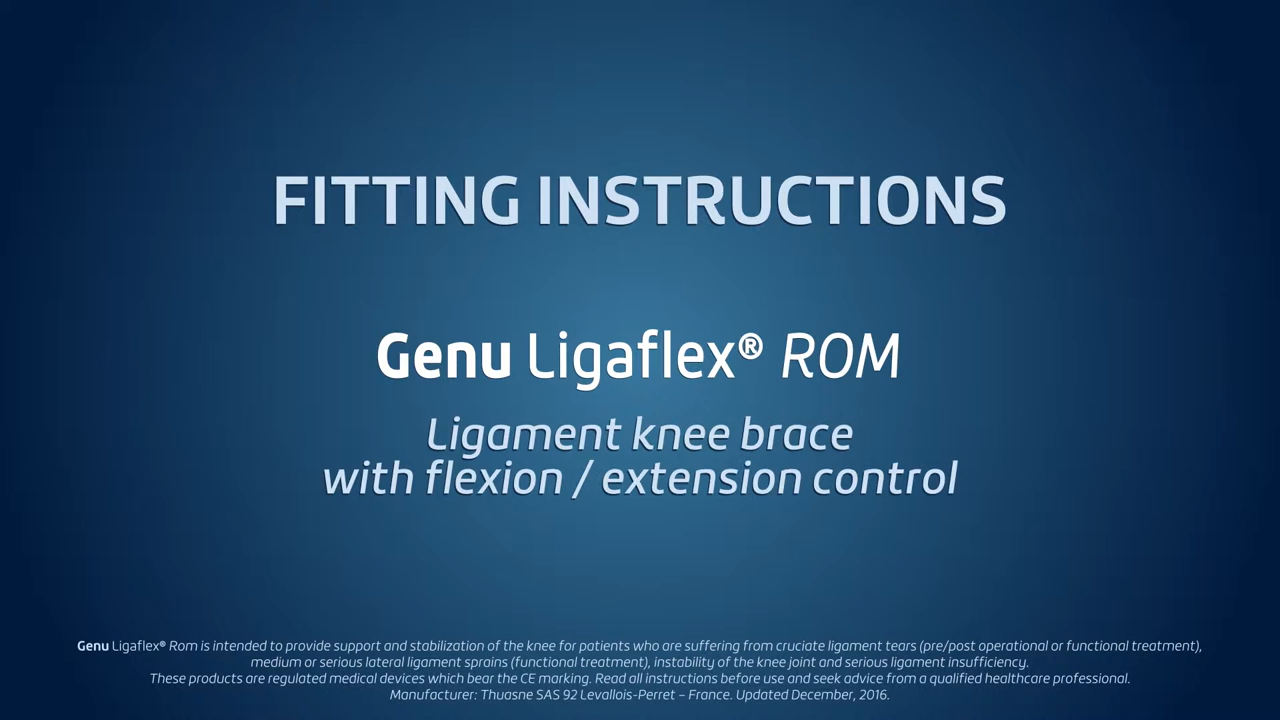 FITTING INSTRUCTIONS
Genu Ligaflex® ROM
Ligament knee brace
with flexion / extension control
Genu Ligaflex® Rom is intended to provide support and stabilization of the knee for patients who are suffering from cruciate ligament tears (pre/post operational or functional treatment),
medium or serious lateral ligament sprains (functional treatment), instability of the knee joint and serious ligament insufficiency.
These products are regulated medical devices which bear the CE marking. Read all instructions before use and seek advice from a qualified healthcare professional.
Manufacturer: Thuasne SAS 92 Levallois-Perret – France. Updated December, 2016.